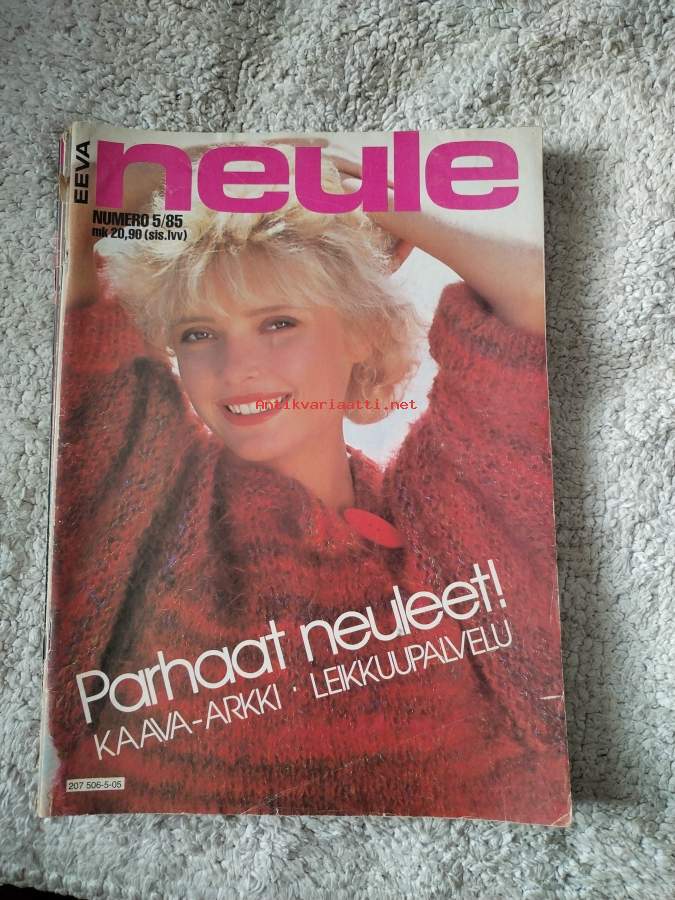 EEVA
neule
NUMERO 5/85
mk 20,90 (sis.lvv)
Antikvariaatti.net
Parhaat neuleet!
KAAVA-ARKKI · LEIKKUUPALVELU
207 506-5-05